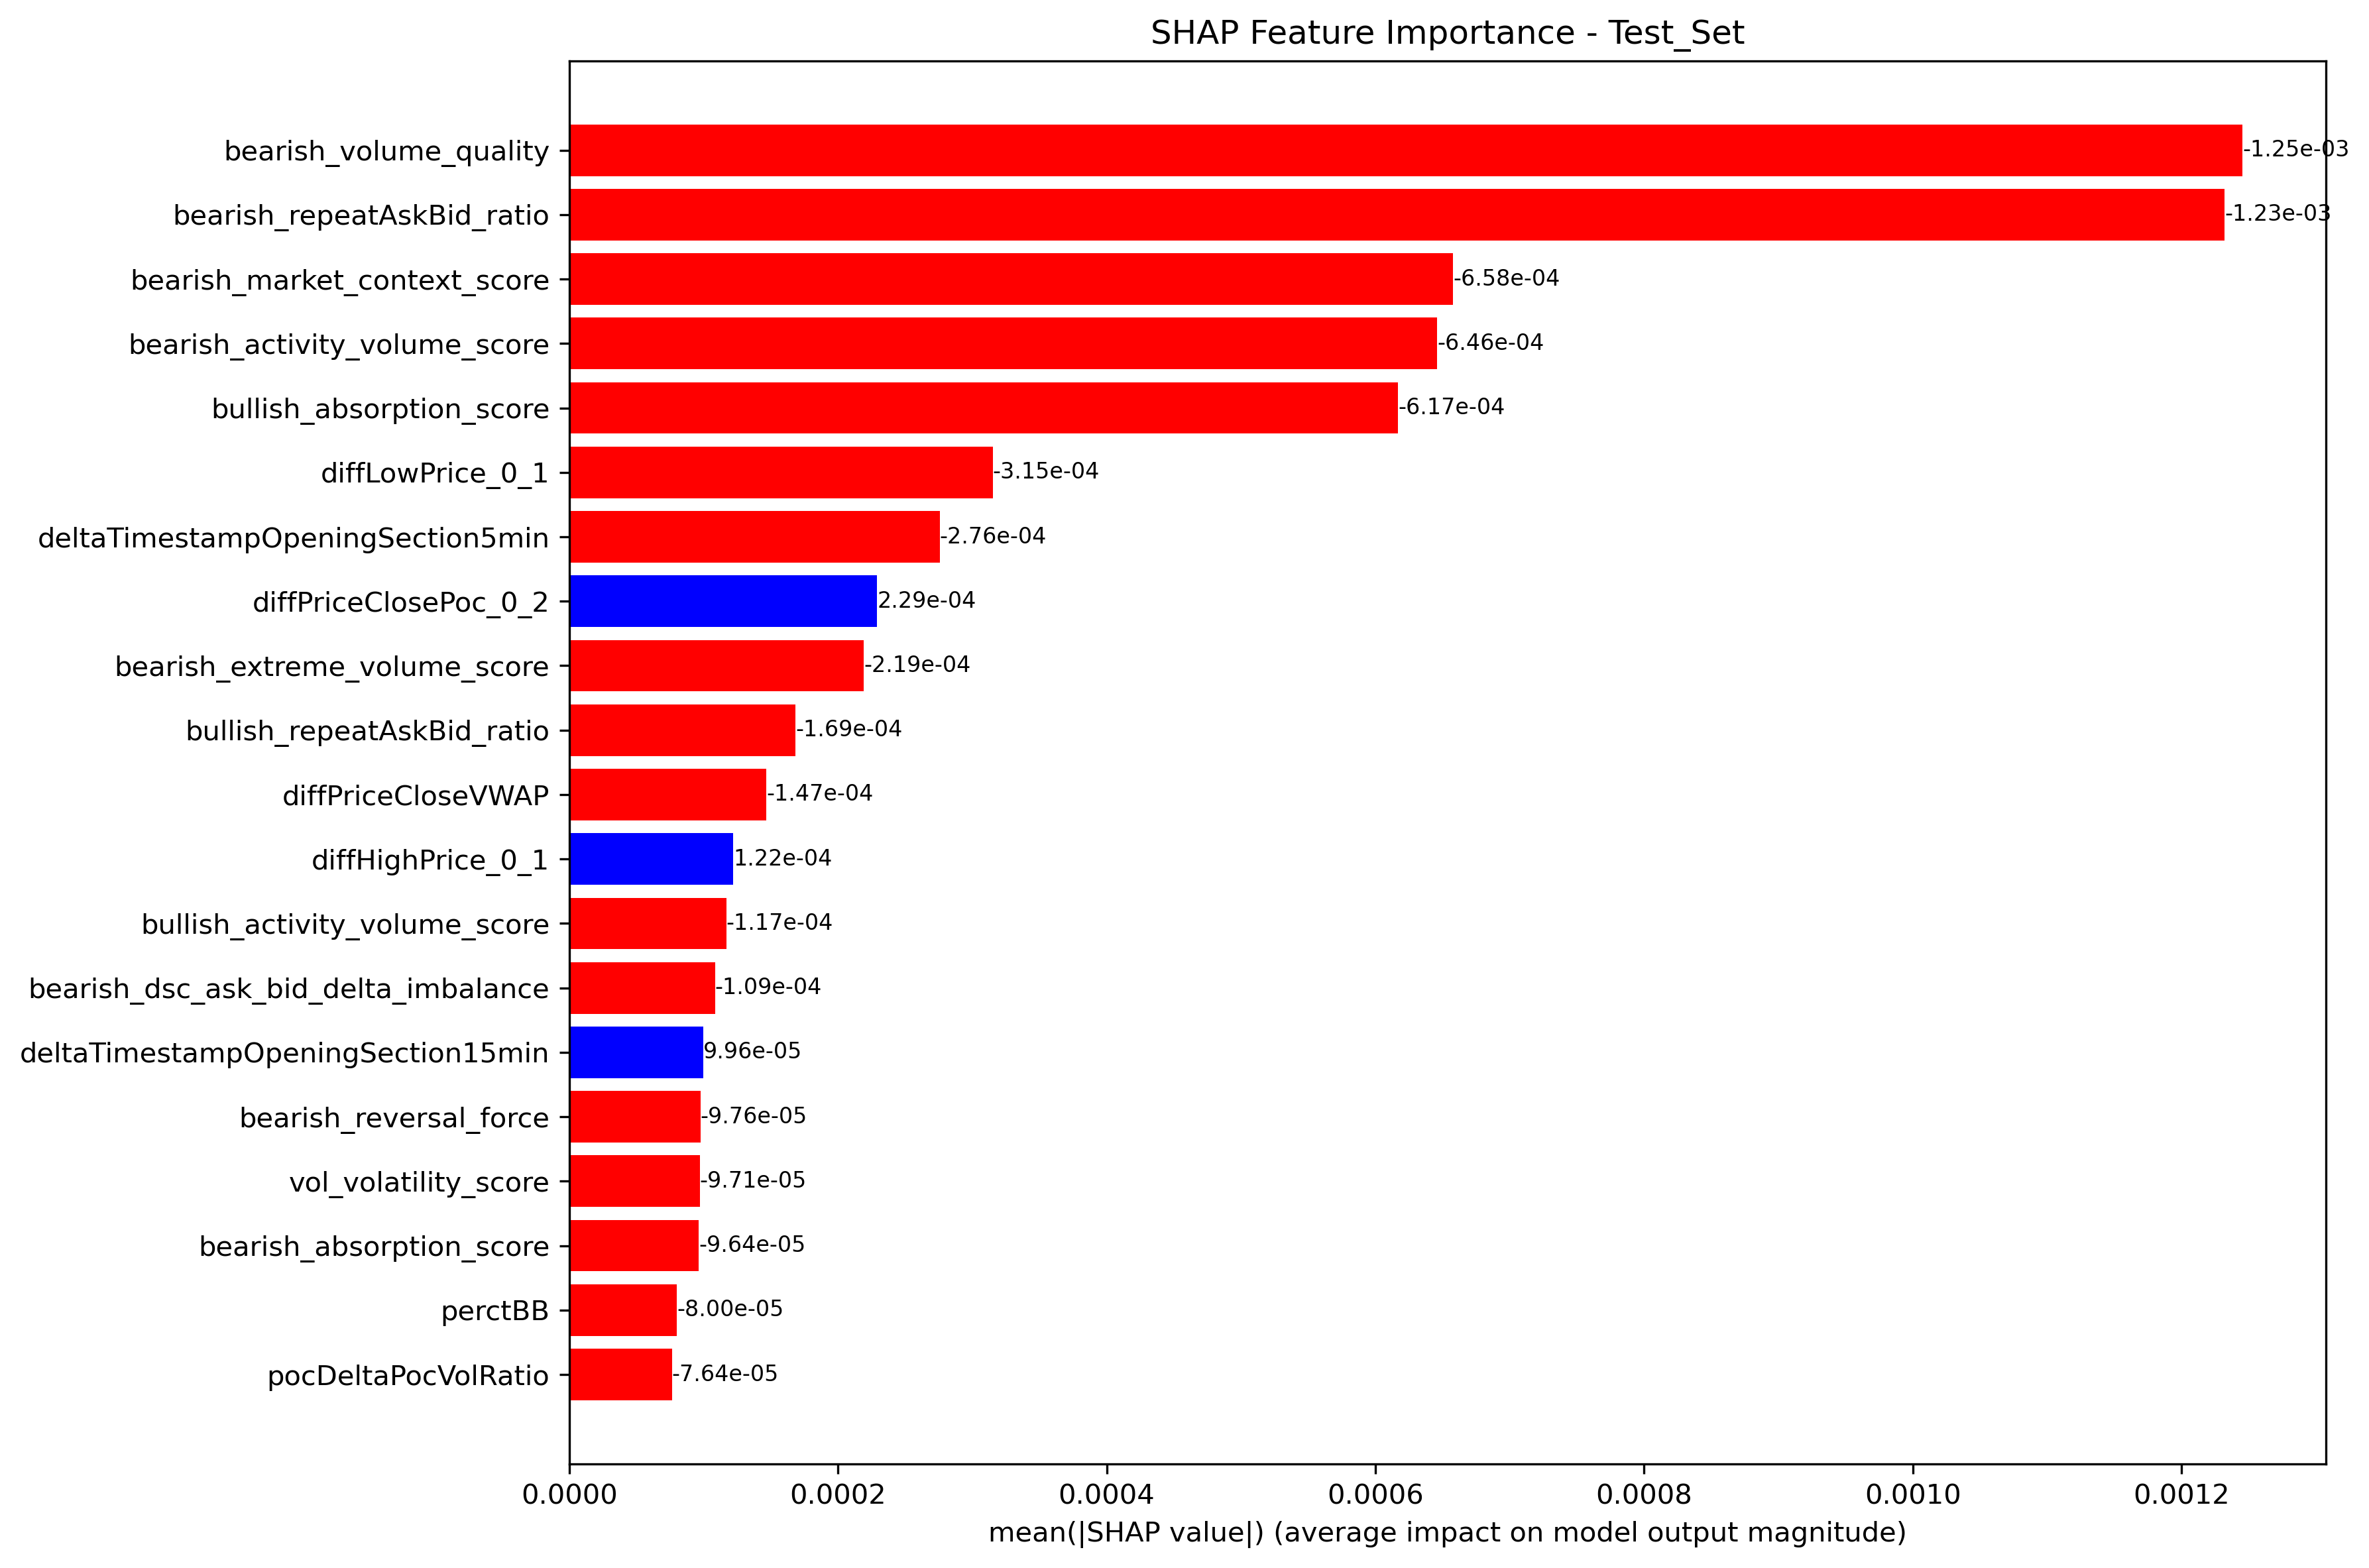 SHAP Feature Importance - Test_Set
bearish_volume_quality -1.25e-03
bearish_repeatAskBid_ratio -1.23e-03
bearish_market_context_score -6.58e-04
bearish_activity_volume_score -6.46e-04
bullish_absorption_score -6.17e-04
diffLowPrice_0_1 -3.15e-04
deltaTimestampOpeningSection5min -2.76e-04
diffPriceClosePoc_0_2 2.29e-04
bearish_extreme_volume_score -2.19e-04
bullish_repeatAskBid_ratio -1.69e-04
diffPriceCloseVWAP -1.47e-04
diffHighPrice_0_1 1.22e-04
bullish_activity_volume_score -1.17e-04
bearish_dsc_ask_bid_delta_imbalance -1.09e-04
deltaTimestampOpeningSection15min 9.96e-05
bearish_reversal_force -9.76e-05
vol_volatility_score -9.71e-05
bearish_absorption_score -9.64e-05
perctBB -8.00e-05
pocDeltaPocVolRatio -7.64e-05
0.0000 0.0002 0.0004 0.0006 0.0008 0.0010 0.0012
mean(|SHAP value|) (average impact on model output magnitude)